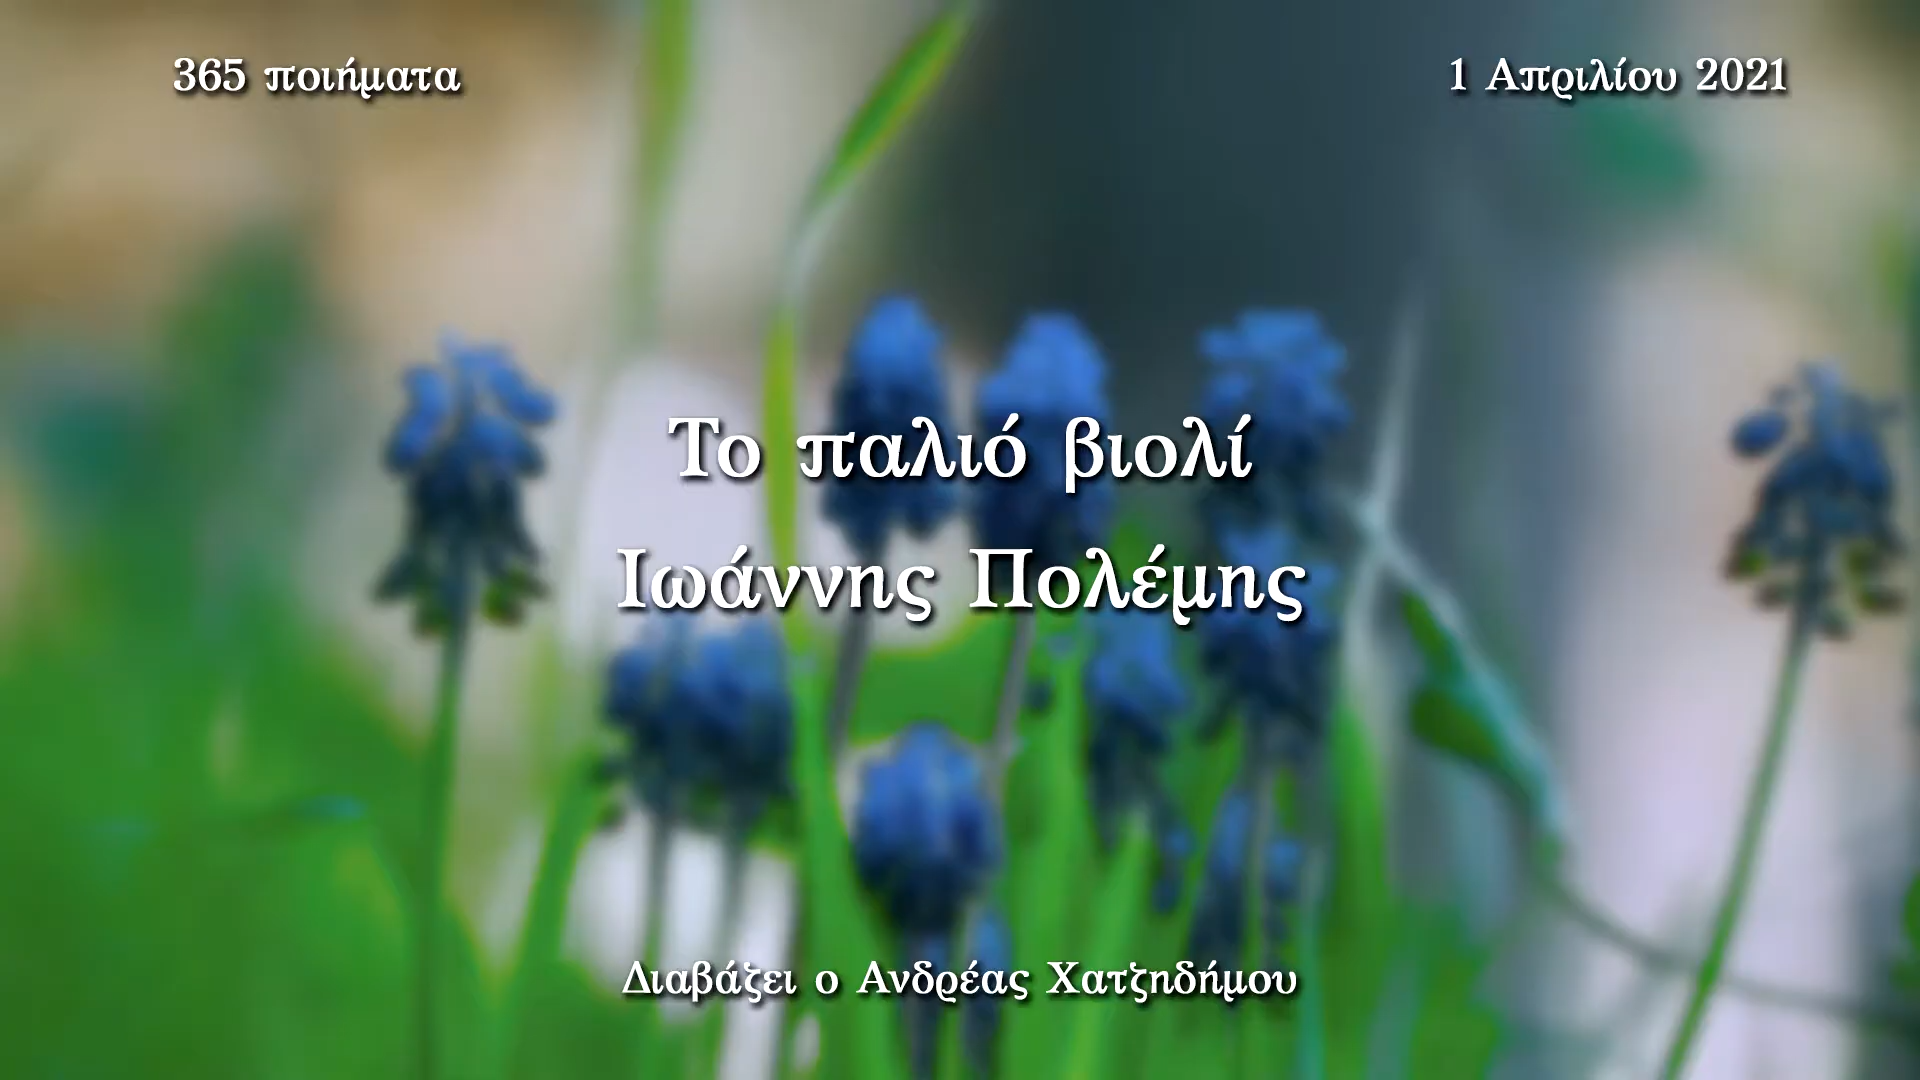 365 ποιήματα
1 Απριλίου 2021
Το παλιό βιολί
Ιωάννης Πολέμης
Διαβάζει ο Ανδρέας Χατζηδήμου